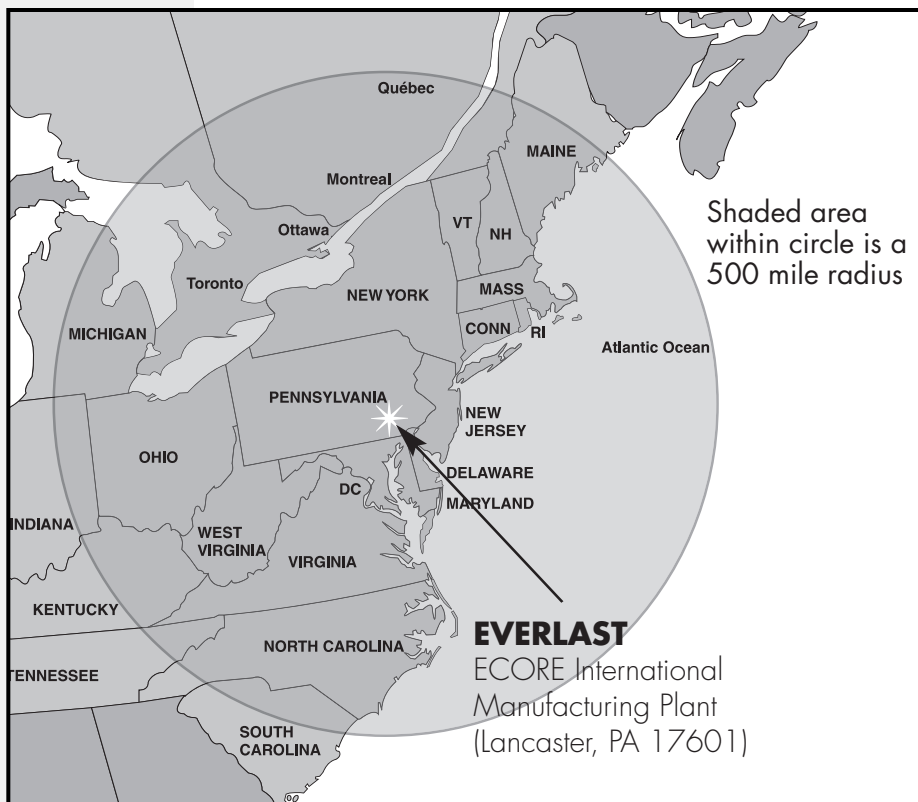 Québec
MAINE
Montreal
VT
NH
Ottawa
Shaded area
within circle is a
500 mile radius
Toronto
NEW YORK
MASS
MICHIGAN
CONN
RI
Atlantic Ocean
PENNSYLVANIA
NEW
JERSEY
OHIO
DELAWARE
DC
MARYLAND
INDIANA
WEST
VIRGINIA
VIRGINIA
KENTUCKY
NORTH CAROLINA
EVERLAST
ECORE International
Manufacturing Plant
(Lancaster, PA 17601)
TENNESSEE
SOUTH
CAROLINA